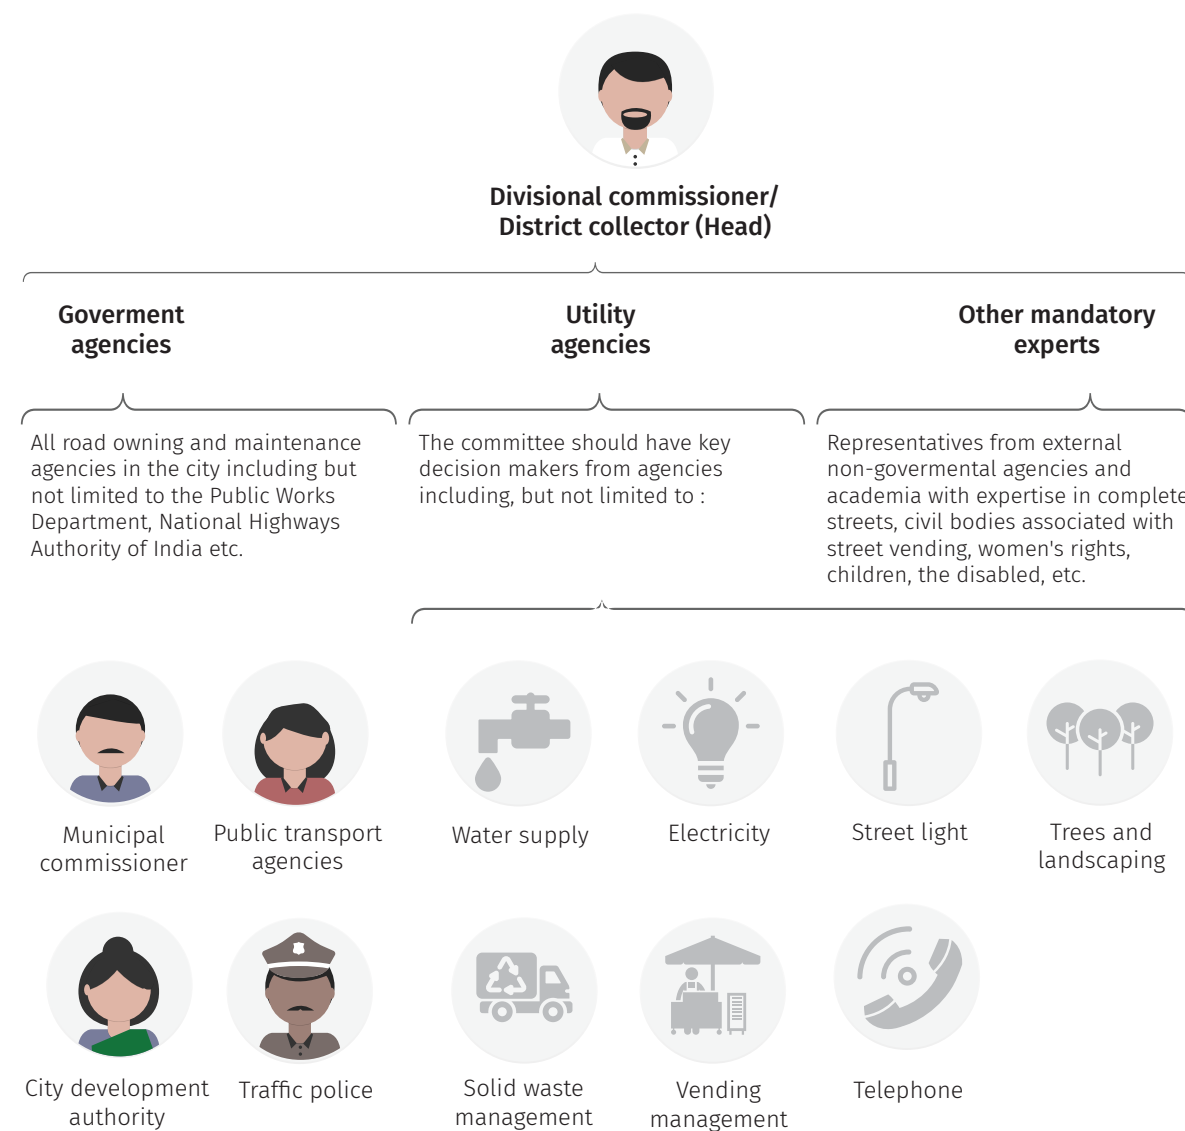 Divisional commissioner/
District collector (Head)
Goverment
agencies
Utility
agencies
Other mandatory
experts
All road owning and maintenance
agencies in the city including but
not limited to the Public Works
Department, National Highways
Authority of India etc.
The committee should have key
decision makers from agencies
including, but not limited to :
Representatives from external
non-govermental agencies and
academia with expertise in complete
streets, civil bodies associated with
street vending, women's rights,
children, the disabled, etc.
Municipal
commissioner
Public transport
agencies
Water supply
Electricity
Street light
Trees and
landscaping
City development
authority
Traffic police
Solid waste
management
Vending
management
Telephone